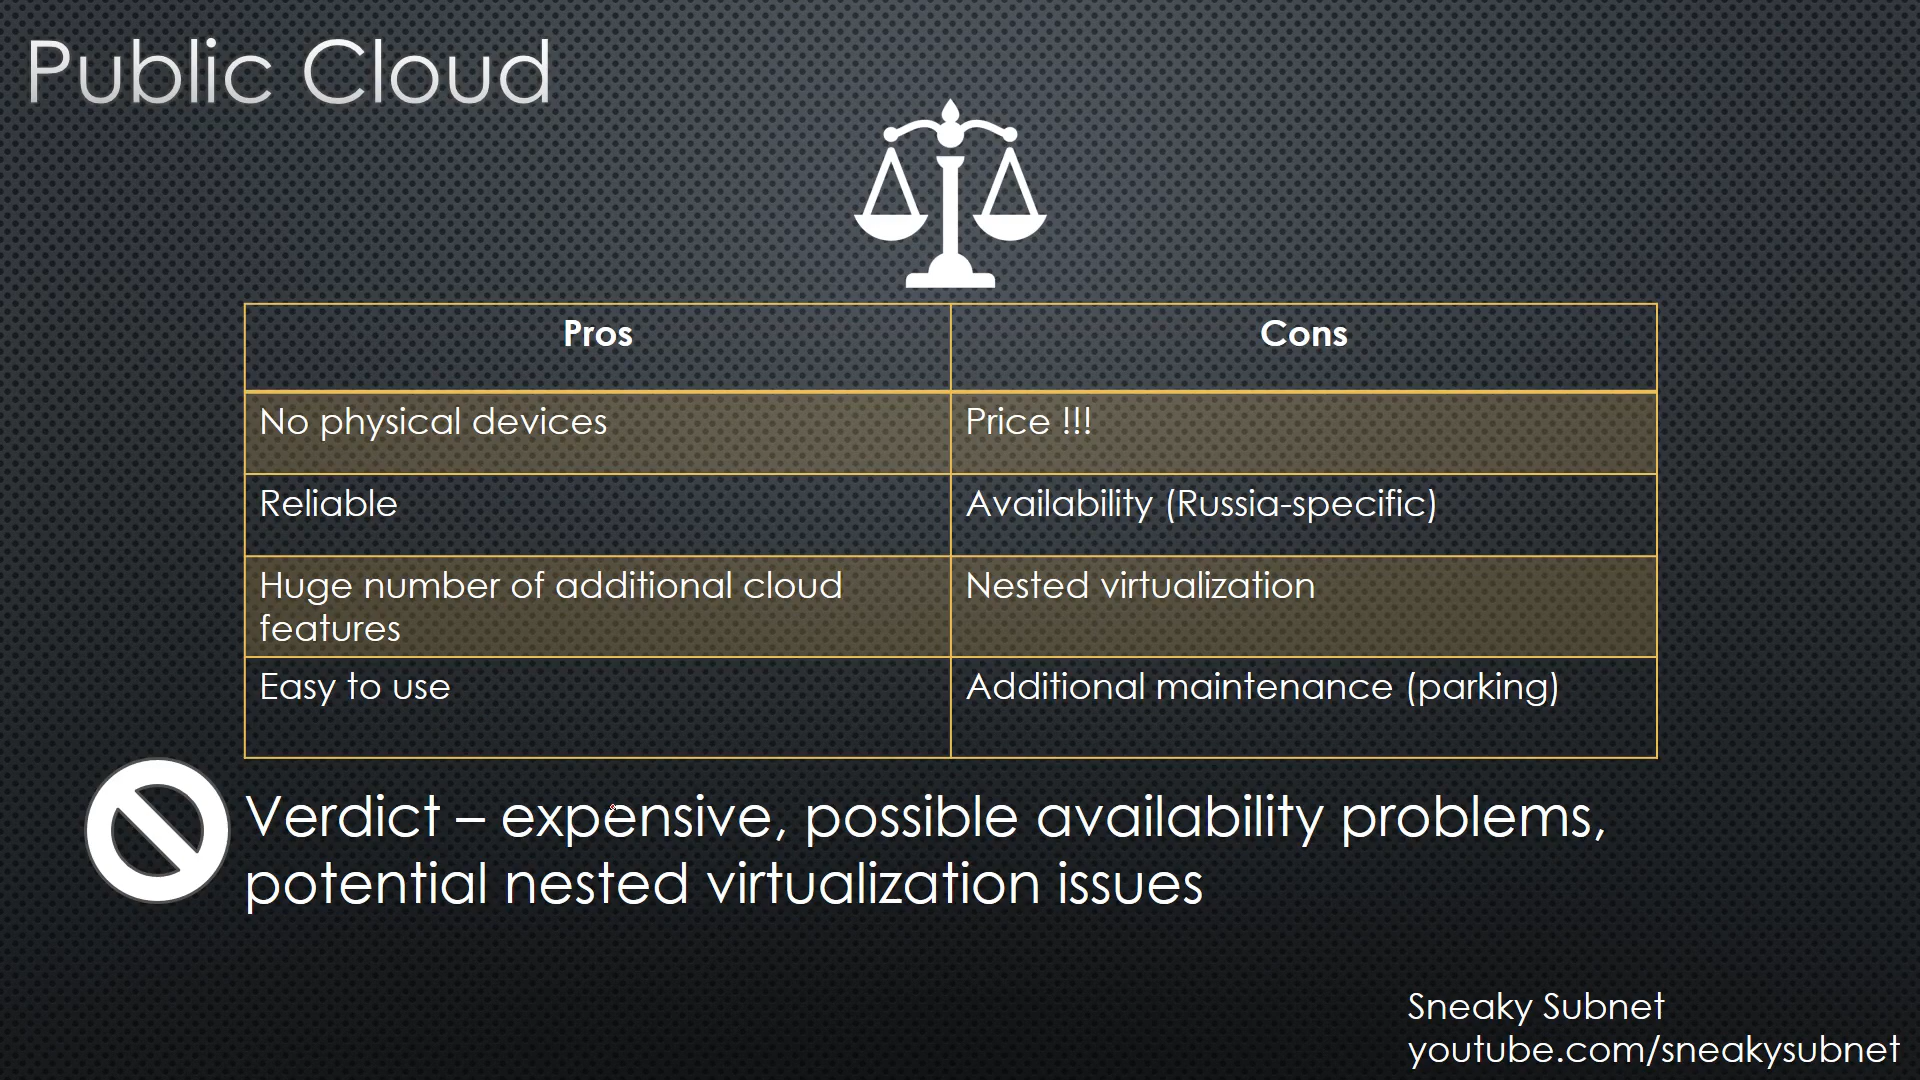 Public Cloud
Pros
Cons
No physical devices
Price !!!
Reliable
Availability (Russia-specific)
Huge number of additional cloud
features
Nested virtualization
Easy to use
Additional maintenance (parking)
Verdict – expensive, possible availability problems,
potential nested virtualization issues
Sneaky Subnet
youtube.com/sneakysubnet